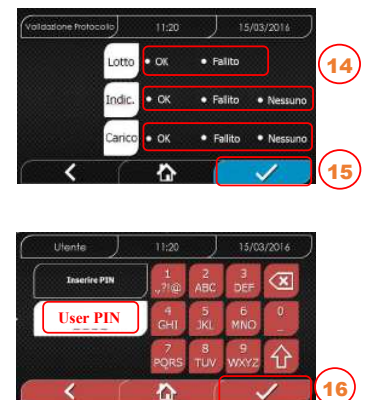 Validazione Protocollo 11:20 15/03/2016
Lotto OK Fallito
14
Indic. OK Fallito Nessuno
Carico OK Fallito Nessuno
15
Utente 11:20 15/03/2016
Inserire PIN
1 2 3
.,?!@ ABC DEF
User PIN
4 5 6 0
GHI JKL MNO _
7 8 9
PQRS TUV WXYZ
16